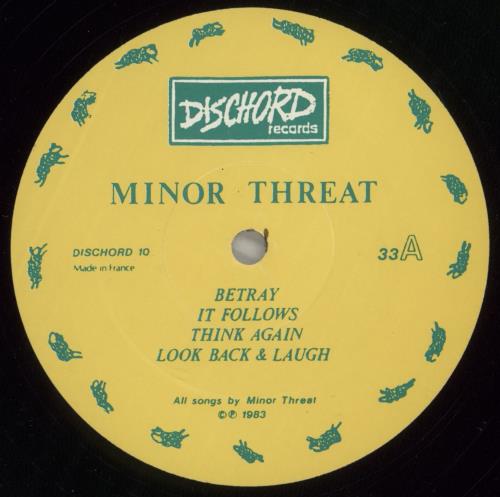 DISCHORD
records
MINOR THREAT
DISCHORD 10
Made in France
33 A
BETRAY
IT FOLLOWS
THINK AGAIN
LOOK BACK & LAUGH
All songs by Minor Threat
©℗ 1983